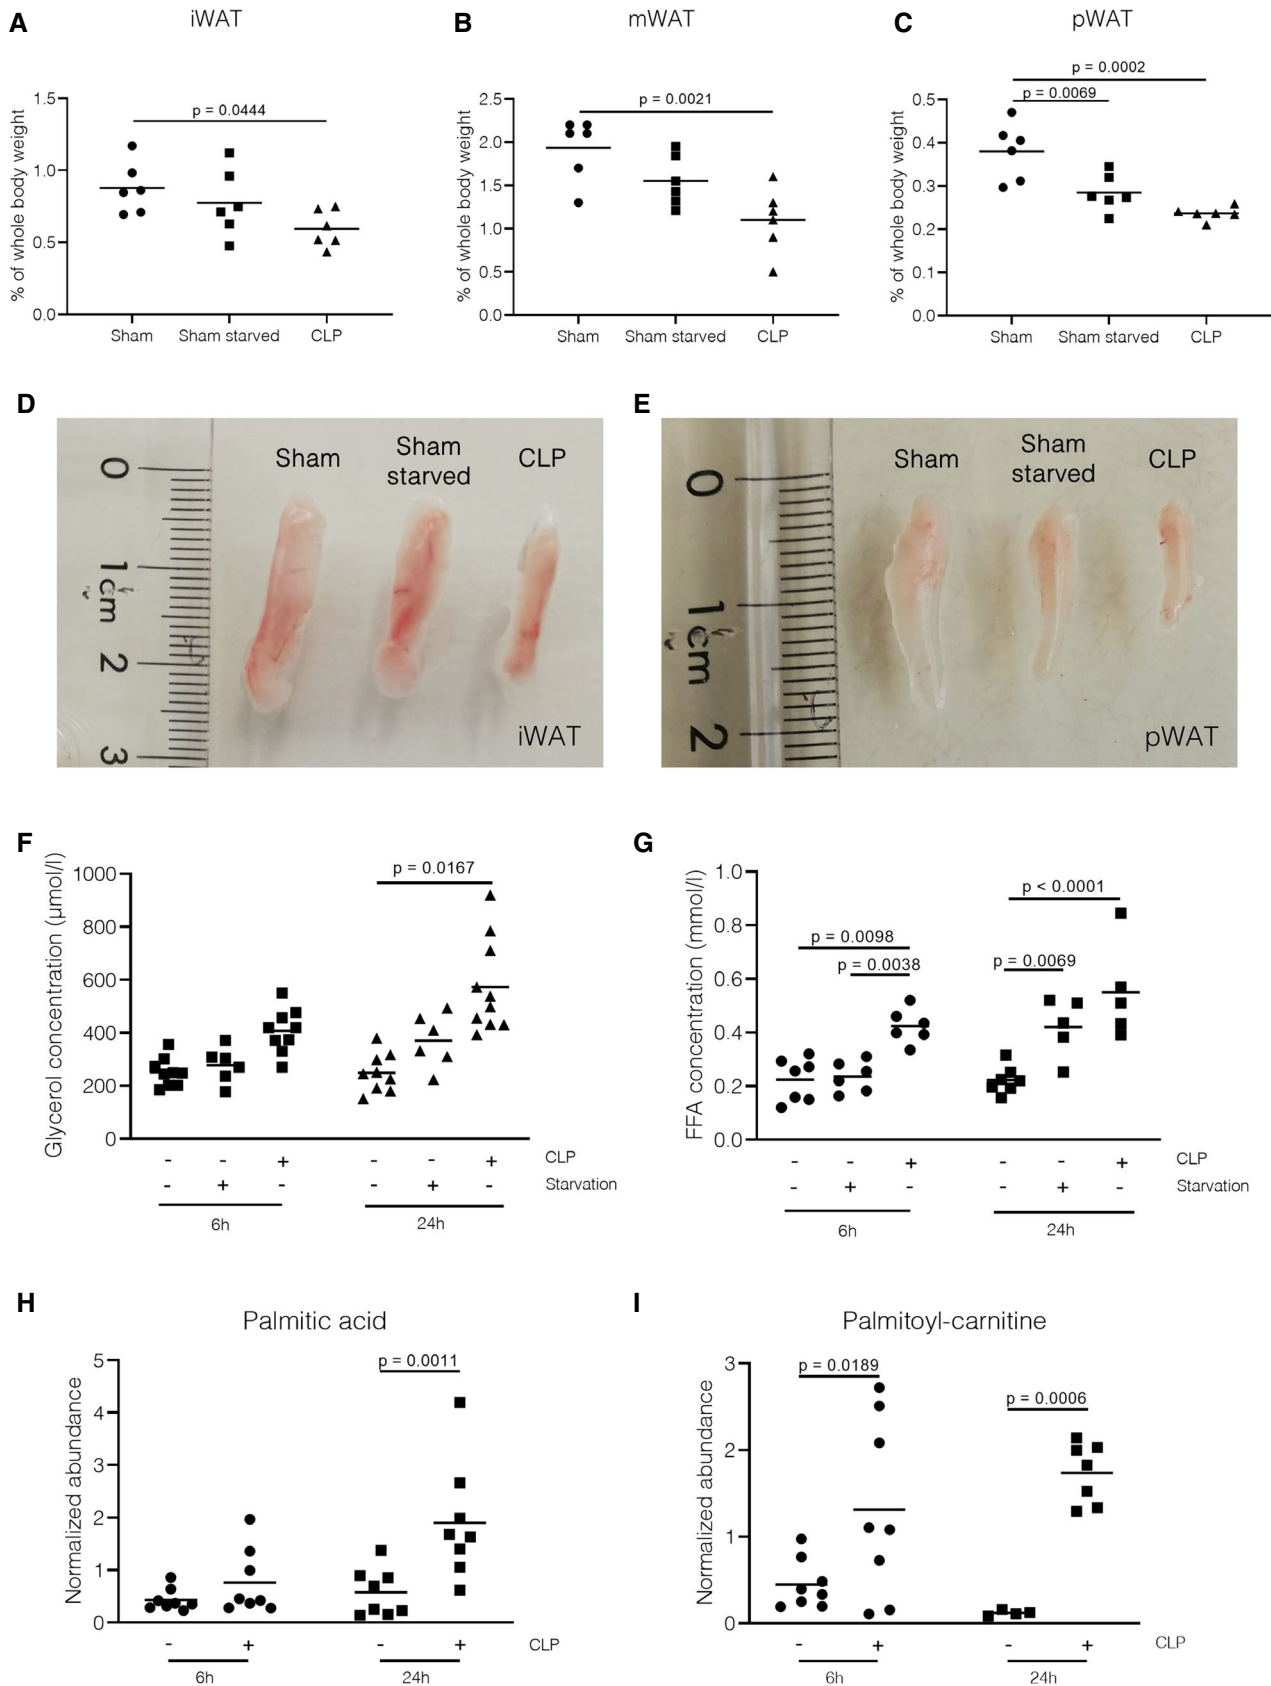 A
iWAT
% of whole body weight
1.5
1.0
0.5
0.0
p = 0.0444
Sham
Sham starved
CLP
B
mWAT
% of whole body weight
2.5
2.0
1.5
1.0
0.5
0.0
p = 0.0021
Sham
Sham starved
CLP
C
pWAT
% of whole body weight
0.5
0.4
0.3
0.2
0.1
0.0
p = 0.0002
p = 0.0069
Sham
Sham starved
CLP
D
0
1cm
2
3
Sham
Sham
starved
CLP
iWAT
E
0
1cm
2
Sham
Sham
starved
CLP
pWAT
F
Glycerol concentration (µmol/l)
1000
800
600
400
200
0
p = 0.0167
- - + - - + CLP
- + - - + - Starvation
6h
24h
G
FFA concentration (mmol/l)
1.0
0.8
0.6
0.4
0.2
0.0
p = 0.0098
p = 0.0038
p < 0.0001
p = 0.0069
- - + - - + CLP
- + - - + - Starvation
6h
24h
H
Palmitic acid
Normalized abundance
5
4
3
2
1
0
p = 0.0011
- + - + CLP
6h
24h
I
Palmitoyl-carnitine
Normalized abundance
3
2
1
0
p = 0.0189
p = 0.0006
- + - + CLP
6h
24h